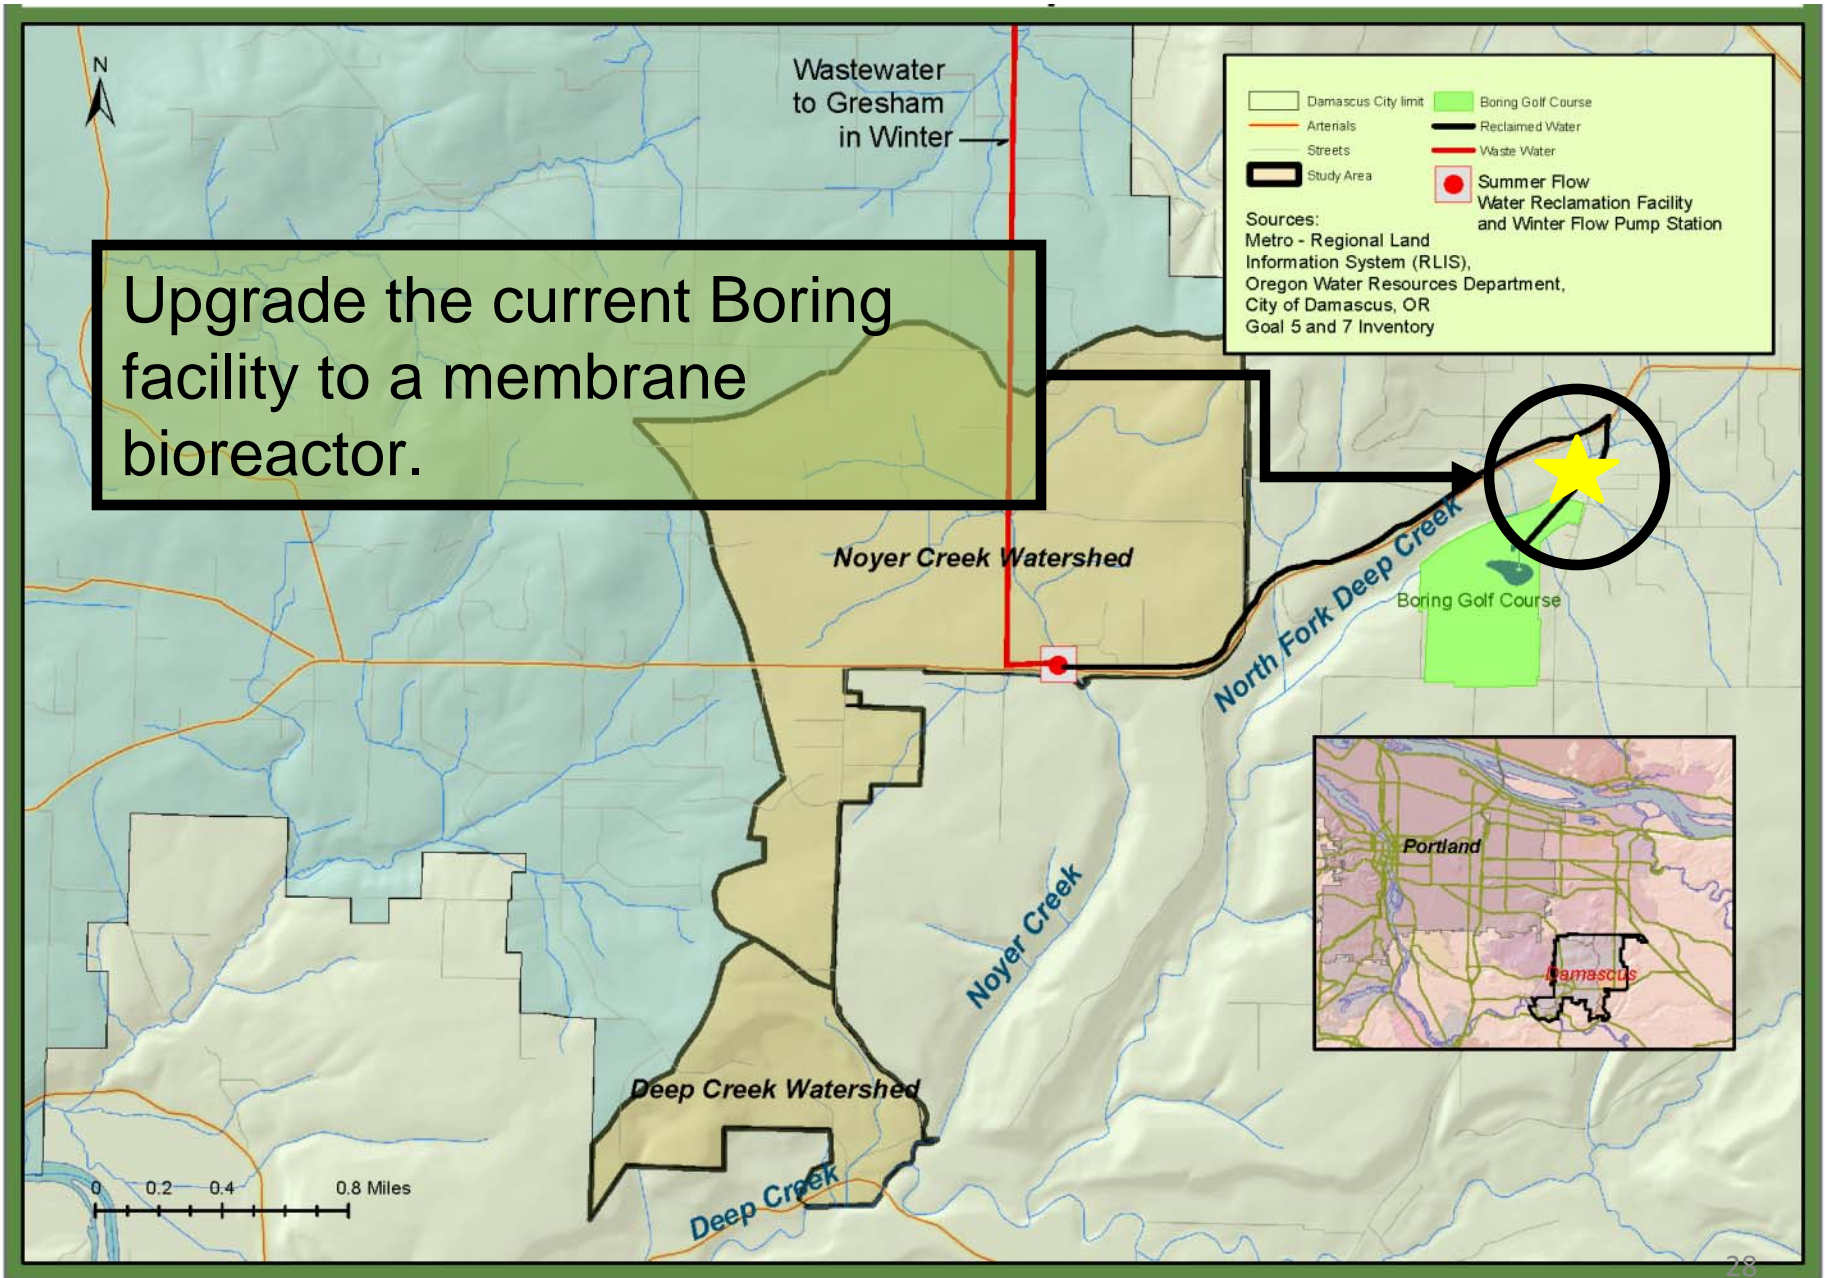 N
Wastewater
to Gresham
in Winter
Damascus City limit
Arterials
Streets
Study Area
Boring Golf Course
Reclaimed Water
Waste Water
Summer Flow
Water Reclamation Facility
and Winter Flow Pump Station
Sources:
Metro - Regional Land
Information System (RLIS),
Oregon Water Resources Department,
City of Damascus, OR
Goal 5 and 7 Inventory
Upgrade the current Boring
facility to a membrane
bioreactor.
Noyer Creek Watershed
North Fork Deep Creek
Boring Golf Course
Portland
Damascus
Noyer Creek
Deep Creek Watershed
Deep Creek
0 0.2 0.4 0.8 Miles
28